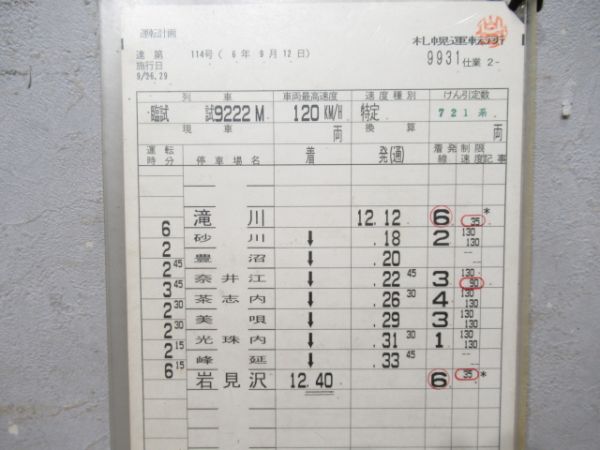 運転計画
達 第 114号 ( 6 年 9 月 12 日) 札幌運転所
施行日 9931 仕業 2-
9/26,29
列車 車両最高速度 速度種別 けん引定数
臨試 試9222M 120 KM/H 特定 721系
現車 両 換算 両
運転時分 停車場名 着 発(通) 着発線 制限速度 記事
滝川 12.12 6 35 *
6
砂川 ↓ .18 2 130 130
2
豊沼 ↓ .20 -- --
2 45
奈井江 ↓ .22 45 3 130 90
3 45
茶志内 ↓ .26 30 4 130 130
2 30
美唄 ↓ .29 3 130 130
2 30
光珠内 ↓ .31 30 1 130 130
2 15
峰延 ↓ .33 45 -- --
6 15
岩見沢 12.40 6 35 *